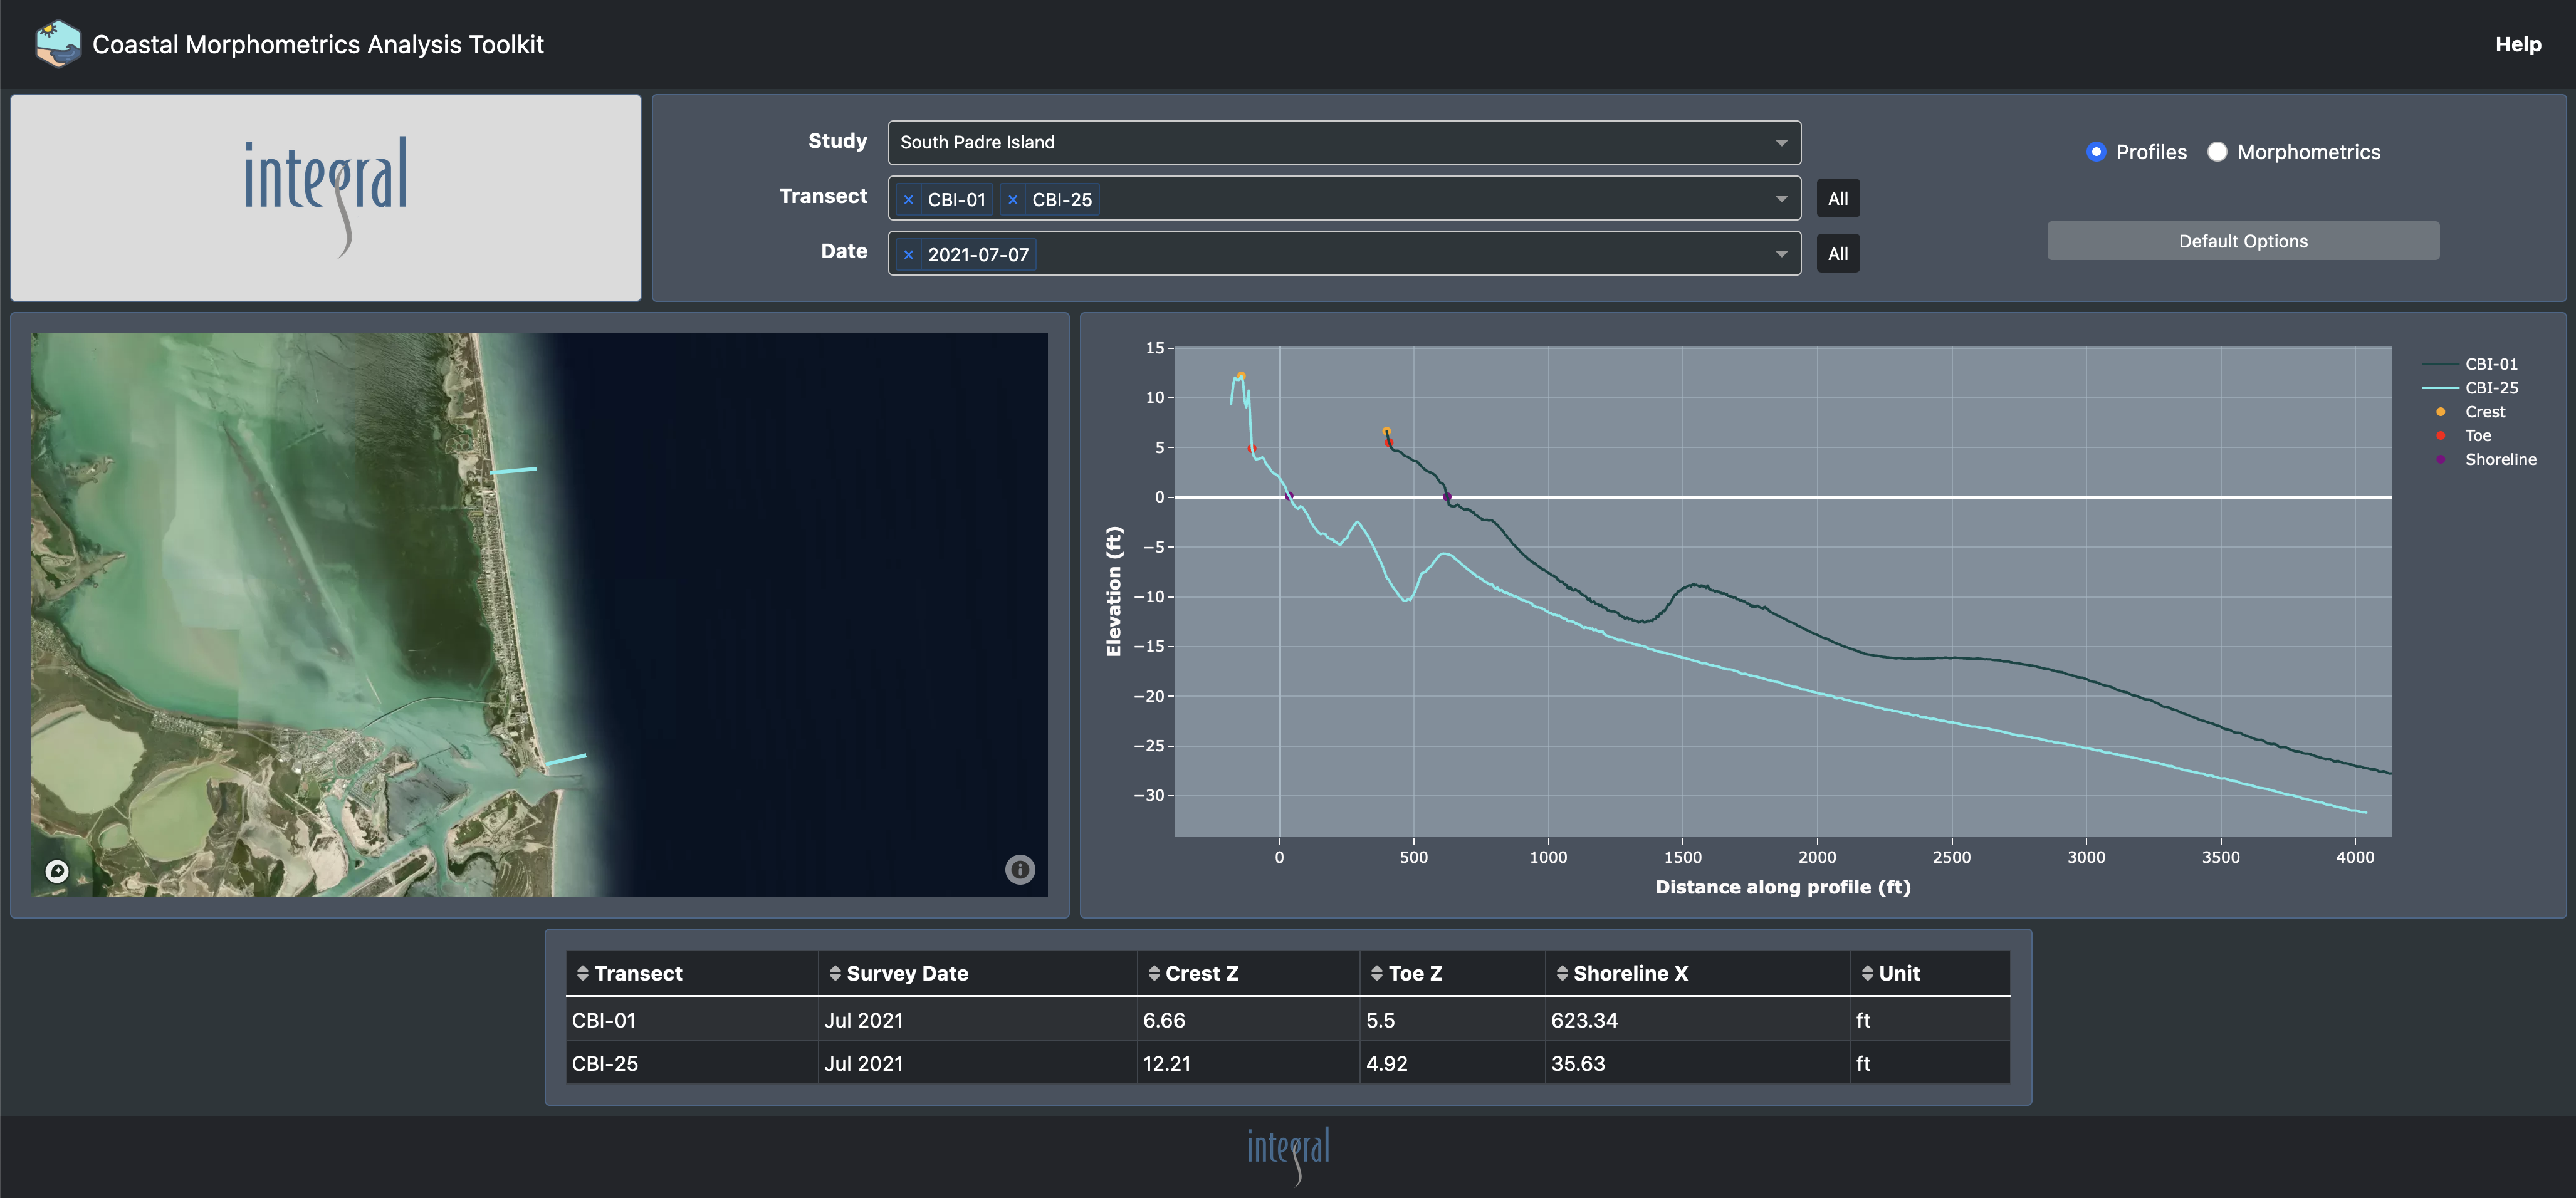 Coastal Morphometrics Analysis Toolkit
Help
integral
Study
South Padre Island
Profiles
Morphometrics
Transect
× CBI-01 × CBI-25
All
Date
× 2021-07-07
All
Default Options
15
10
5
0
−5
−10
−15
−20
−25
−30
Elevation (ft)
0 500 1000 1500 2000 2500 3000 3500 4000
Distance along profile (ft)
CBI-01
CBI-25
Crest
Toe
Shoreline
Transect Survey Date Crest Z Toe Z Shoreline X Unit
CBI-01 Jul 2021 6.66 5.5 623.34 ft
CBI-25 Jul 2021 12.21 4.92 35.63 ft
integral